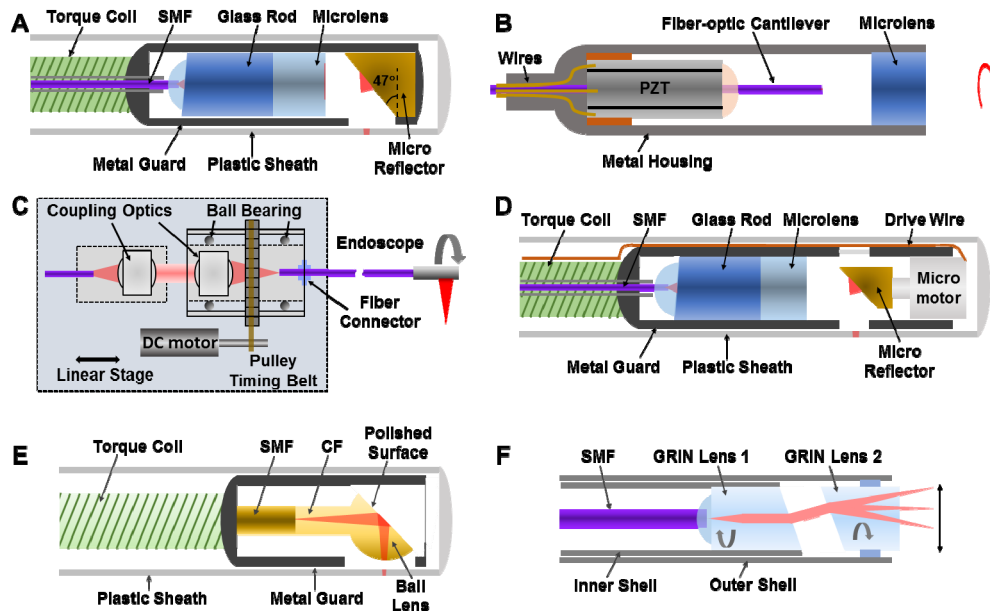 A
Torque Coil
SMF
Glass Rod
Microlens
47°
Metal Guard
Plastic Sheath
Micro
Reflector
B
Wires
Fiber-optic Cantilever
Microlens
PZT
Metal Housing
C
Coupling Optics
Ball Bearing
Endoscope
Fiber
Connector
DC motor
Linear Stage
Pulley
Timing Belt
D
Torque Coil
SMF
Glass Rod
Microlens
Drive Wire
Micro
motor
Metal Guard
Plastic Sheath
Micro
Reflector
E
Torque Coil
SMF
CF
Polished
Surface
Plastic Sheath
Metal Guard
Ball
Lens
F
SMF
GRIN Lens 1
GRIN Lens 2
Inner Shell
Outer Shell